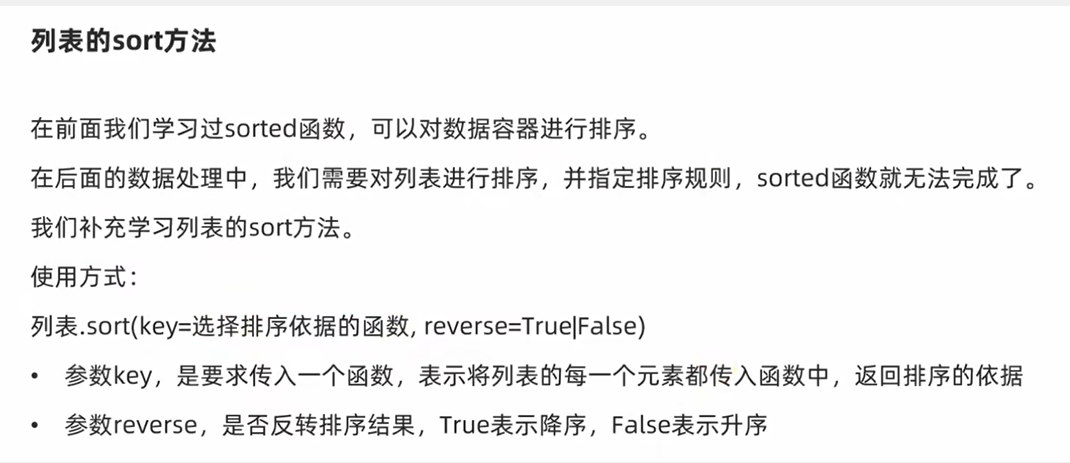 列表的sort方法
在前面我们学习过sorted函数，可以对数据容器进行排序。
在后面的数据处理中，我们需要对列表进行排序，并指定排序规则，sorted函数就无法完成了。
我们补充学习列表的sort方法。
使用方式：
列表.sort(key=选择排序依据的函数, reverse=True|False)
• 参数key，是要求传入一个函数，表示将列表的每一个元素都传入函数中，返回排序的依据
• 参数reverse，是否反转排序结果，True表示降序，False表示升序